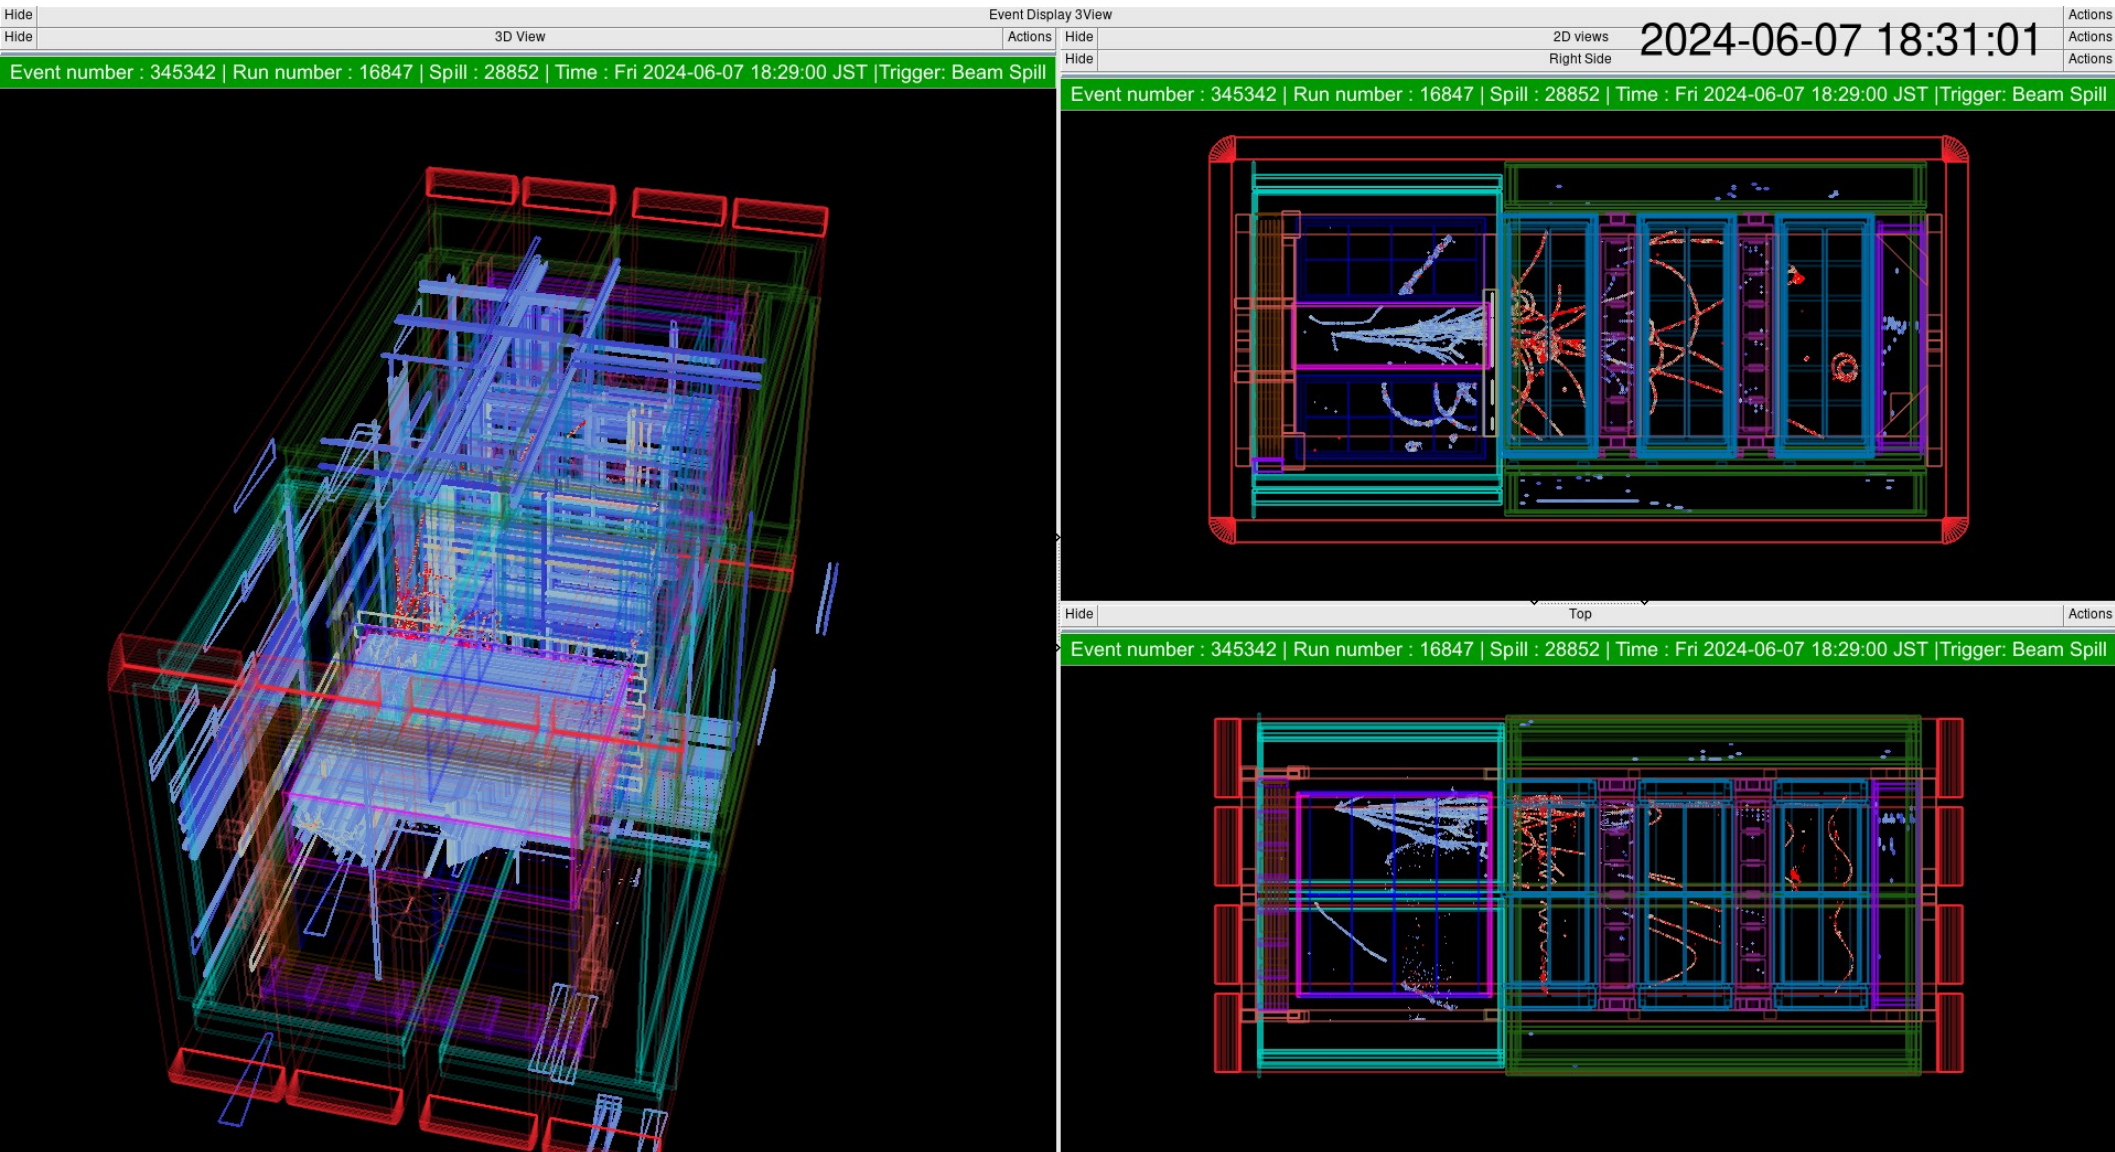 Hide Event Display 3View Actions
Hide 3D View Actions
Event number : 345342 | Run number : 16847 | Spill : 28852 | Time : Fri 2024-06-07 18:29:00 JST |Trigger: Beam Spill
Hide 2D views Actions
2024-06-07 18:31:01
Hide Right Side Actions
Event number : 345342 | Run number : 16847 | Spill : 28852 | Time : Fri 2024-06-07 18:29:00 JST |Trigger: Beam Spill
Hide Top Actions
Event number : 345342 | Run number : 16847 | Spill : 28852 | Time : Fri 2024-06-07 18:29:00 JST |Trigger: Beam Spill